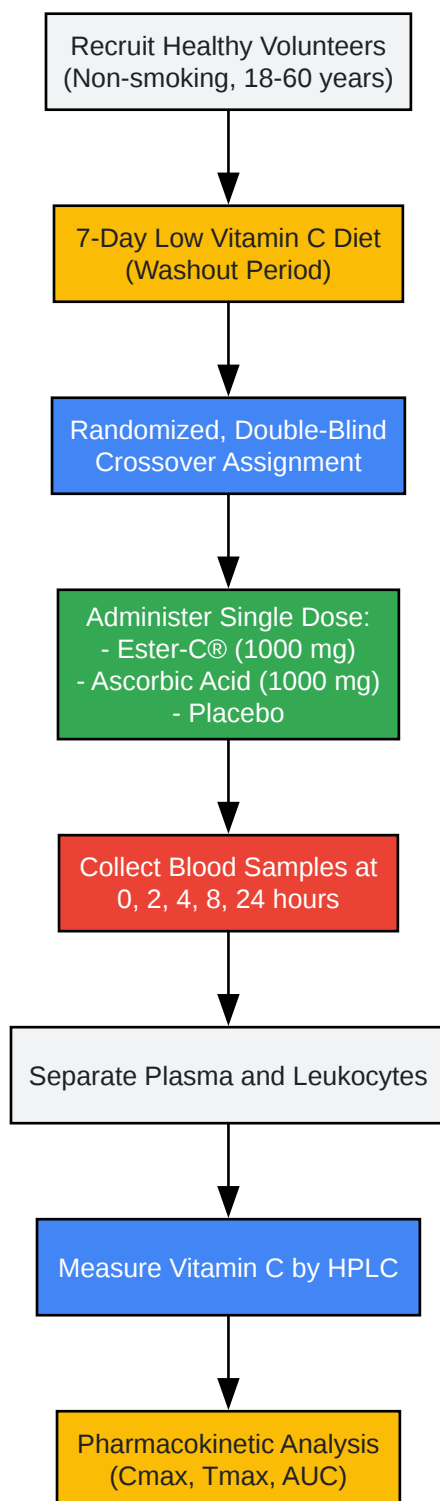 Recruit Healthy Volunteers
(Non-smoking, 18-60 years)
7-Day Low Vitamin C Diet
(Washout Period)
Randomized, Double-Blind
Crossover Assignment
Administer Single Dose:
- Ester-C® (1000 mg)
- Ascorbic Acid (1000 mg)
- Placebo
Collect Blood Samples at
0, 2, 4, 8, 24 hours
Separate Plasma and Leukocytes
Measure Vitamin C by HPLC
Pharmacokinetic Analysis
(Cmax, Tmax, AUC)